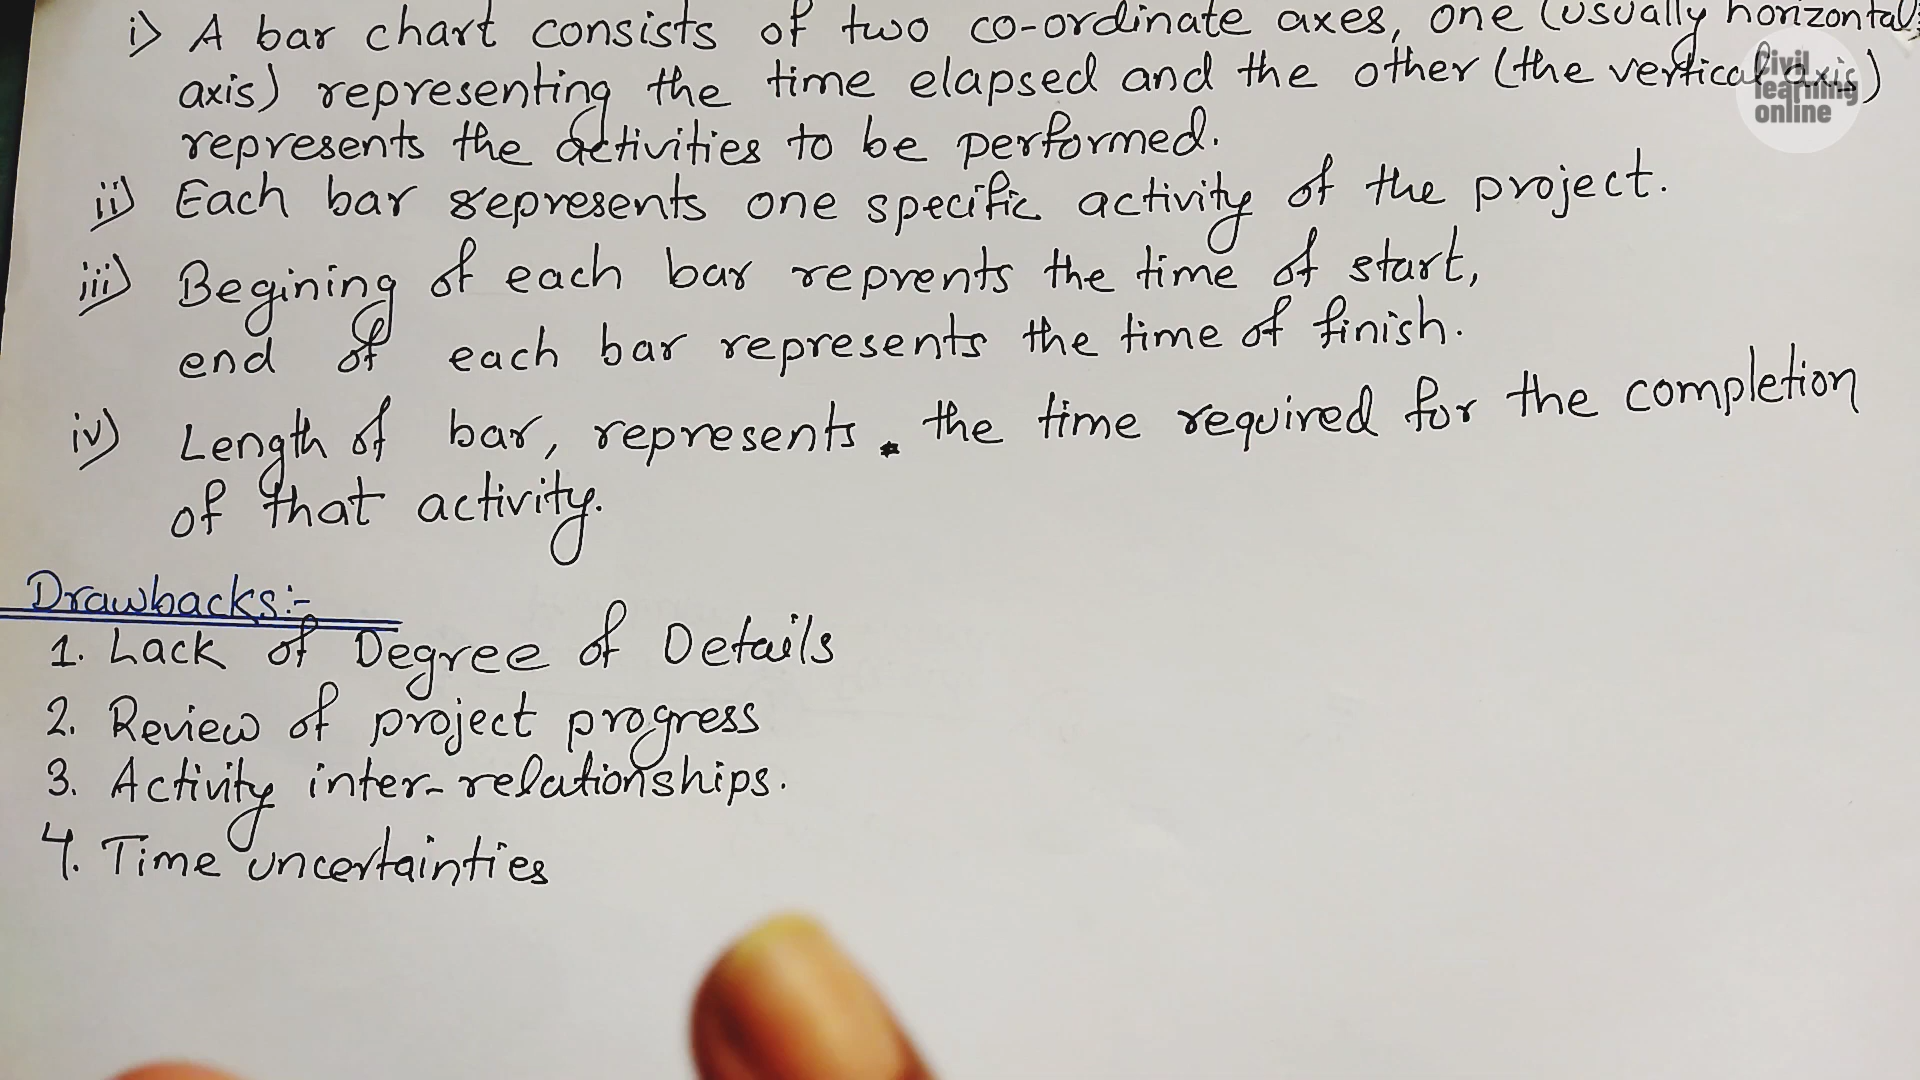 i) A bar chart consists of two co-ordinate axes, one (usually horizontal
axis) representing the time elapsed and the other (the vertical axis)
represents the activities to be performed.
ii) Each bar represents one specific activity of the project.
iii) Begining of each bar reprents the time of start,
end of each bar represents the time of finish.
iv) Length of bar, represents . the time required for the completion
of that activity.
Drawbacks:-
1. Lack of Degree of Details
2. Review of project progress
3. Activity inter-relationships.
4. Time uncertainties
Civil
learning
online